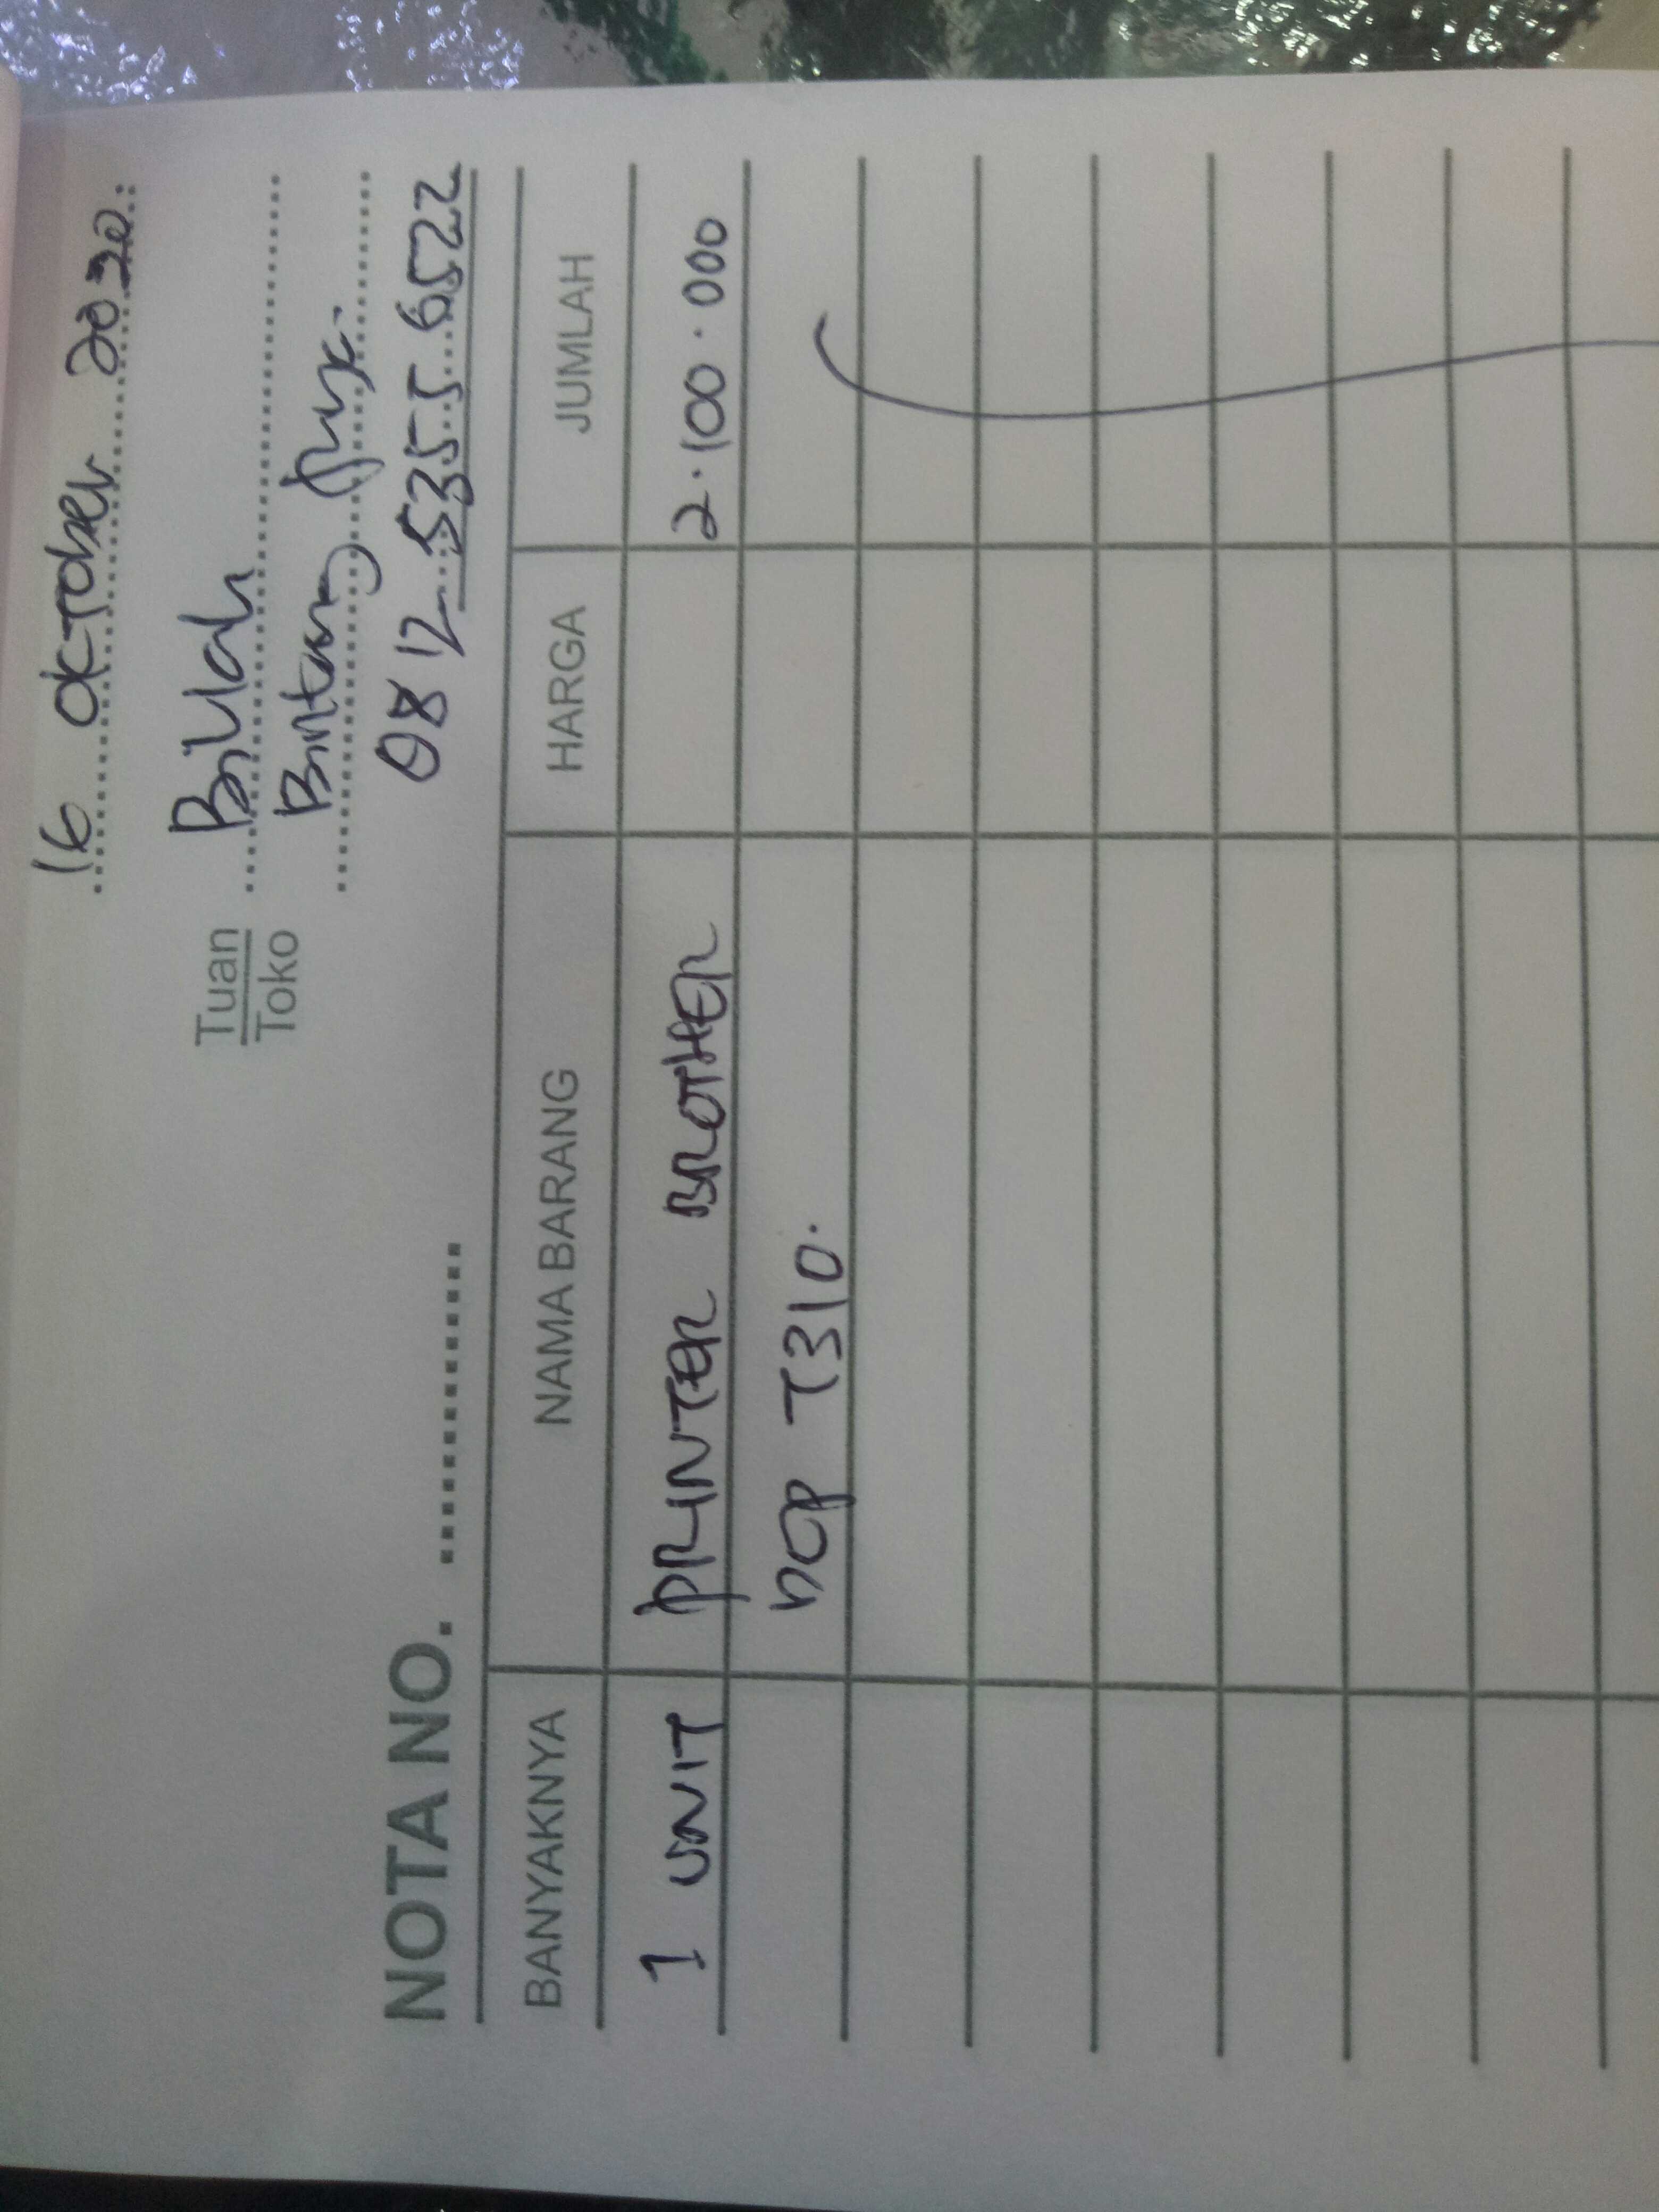 16 Oktober 2020
Tuan Billah
Toko Bintang
0812 5355 6522
NOTA NO.
BANYAKNYA NAMA BARANG HARGA JUMLAH
1 UNIT PRINTER BROTHER 2.100.000
DCP T310.